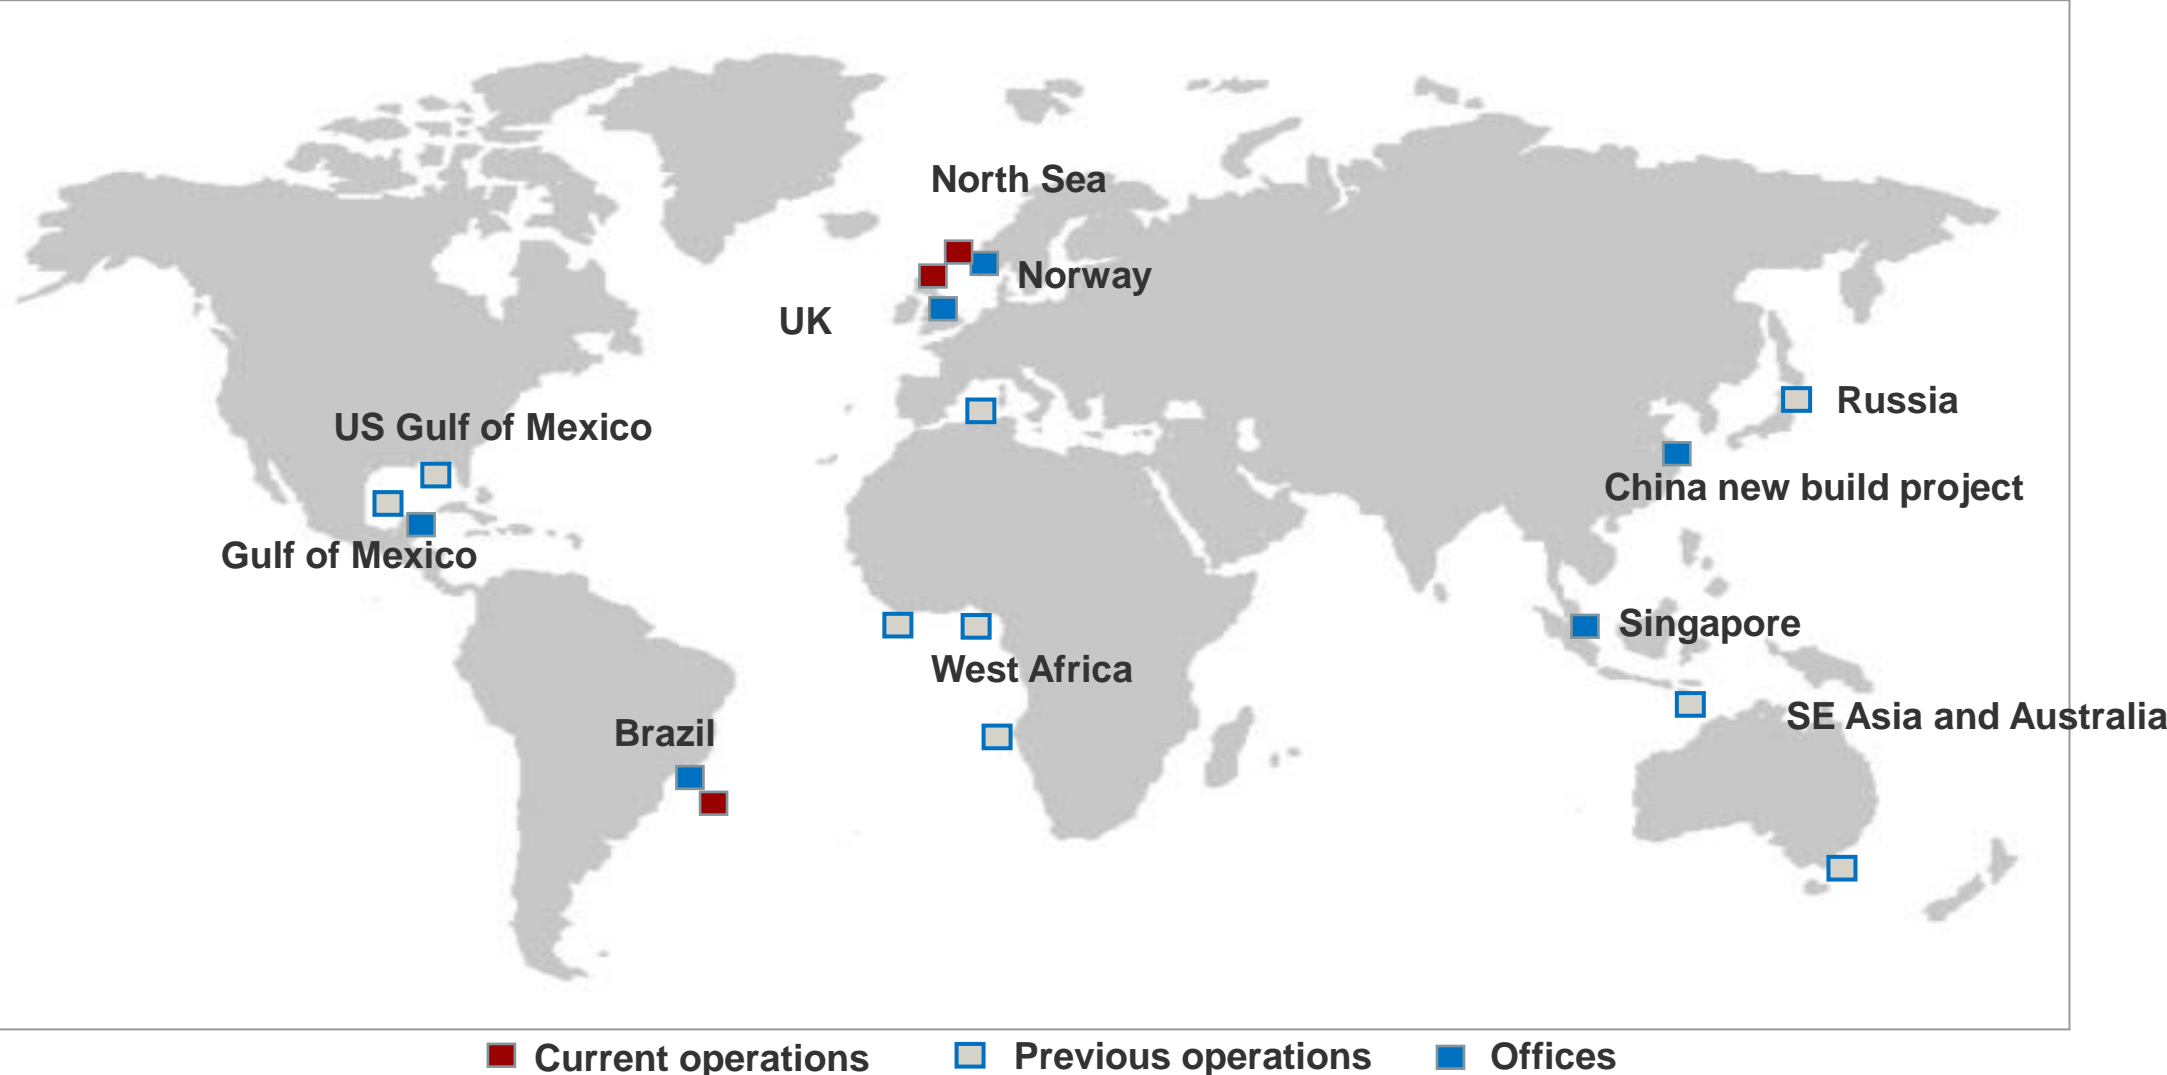 North Sea
Norway
UK
Russia
US Gulf of Mexico
China new build project
Gulf of Mexico
Singapore
West Africa
SE Asia and Australia
Brazil
Current operations
Previous operations
Offices